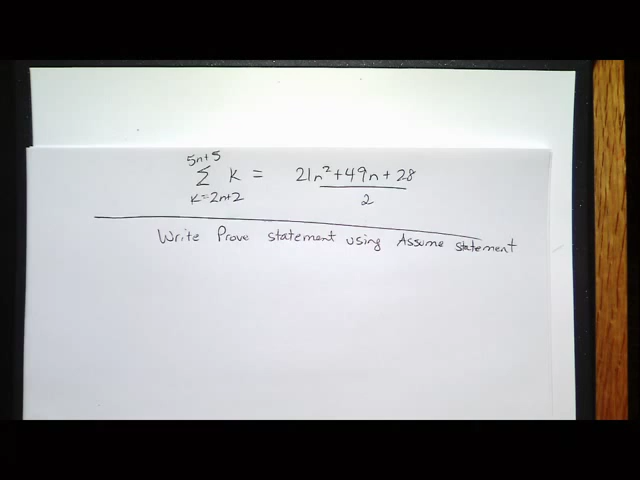 5n+5
∑ k = 21n² + 49n + 28
k=2n+2 2
Write Prove statement using Assume statement